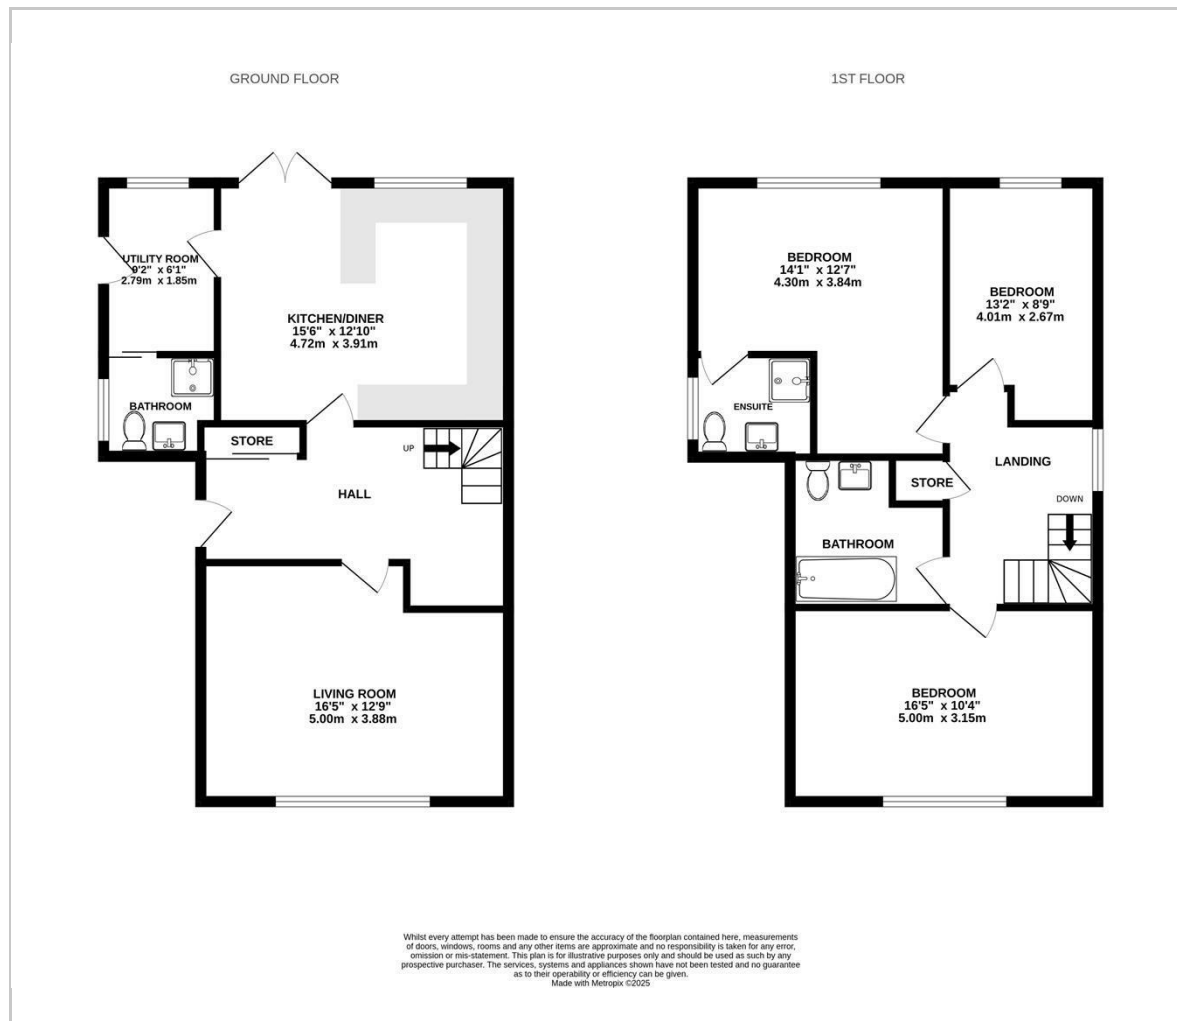 GROUND FLOOR
UTILITY ROOM
9'2" x 6'1"
2.79m x 1.85m
KITCHEN/DINER
15'6" x 12'10"
4.72m x 3.91m
BATHROOM
STORE
UP
HALL
LIVING ROOM
16'5" x 12'9"
5.00m x 3.88m
1ST FLOOR
BEDROOM
14'1" x 12'7"
4.30m x 3.84m
BEDROOM
13'2" x 8'9"
4.01m x 2.67m
ENSUITE
LANDING
STORE
DOWN
BATHROOM
BEDROOM
16'5" x 10'4"
5.00m x 3.15m
Whilst every attempt has been made to ensure the accuracy of the floorplan contained here, measurements
of doors, windows, rooms and any other items are approximate and no responsibility is taken for any error,
omission or mis-statement. This plan is for illustrative purposes only and should be used as such by any
prospective purchaser. The services, systems and appliances shown have not been tested and no guarantee
as to their operability or efficiency can be given.
Made with Metropix ©2025